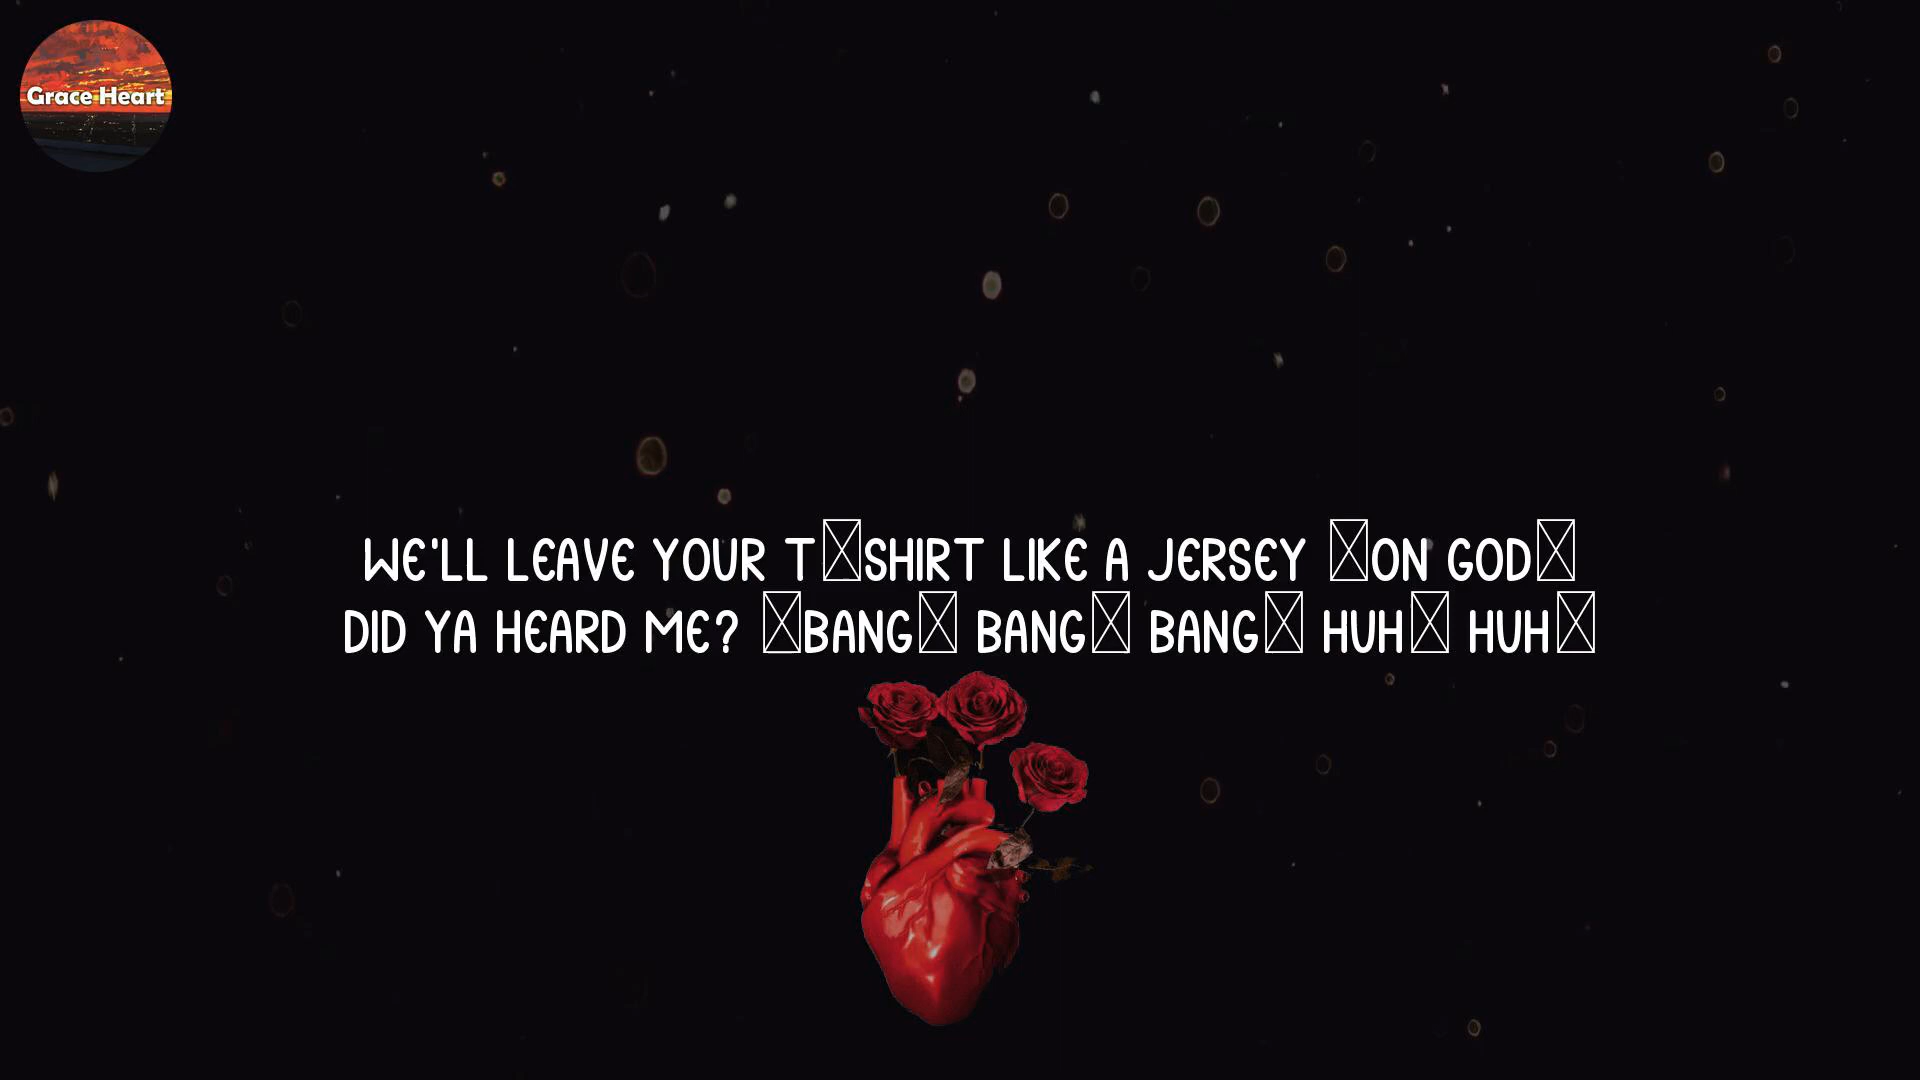 Grace Heart
WE'LL LEAVE YOUR T☒SHIRT LIKE A JERSEY ☒ON GOD☒
DID YA HEARD ME? ☒BANG☒ BANG☒ BANG☒ HUH☒ HUH☒